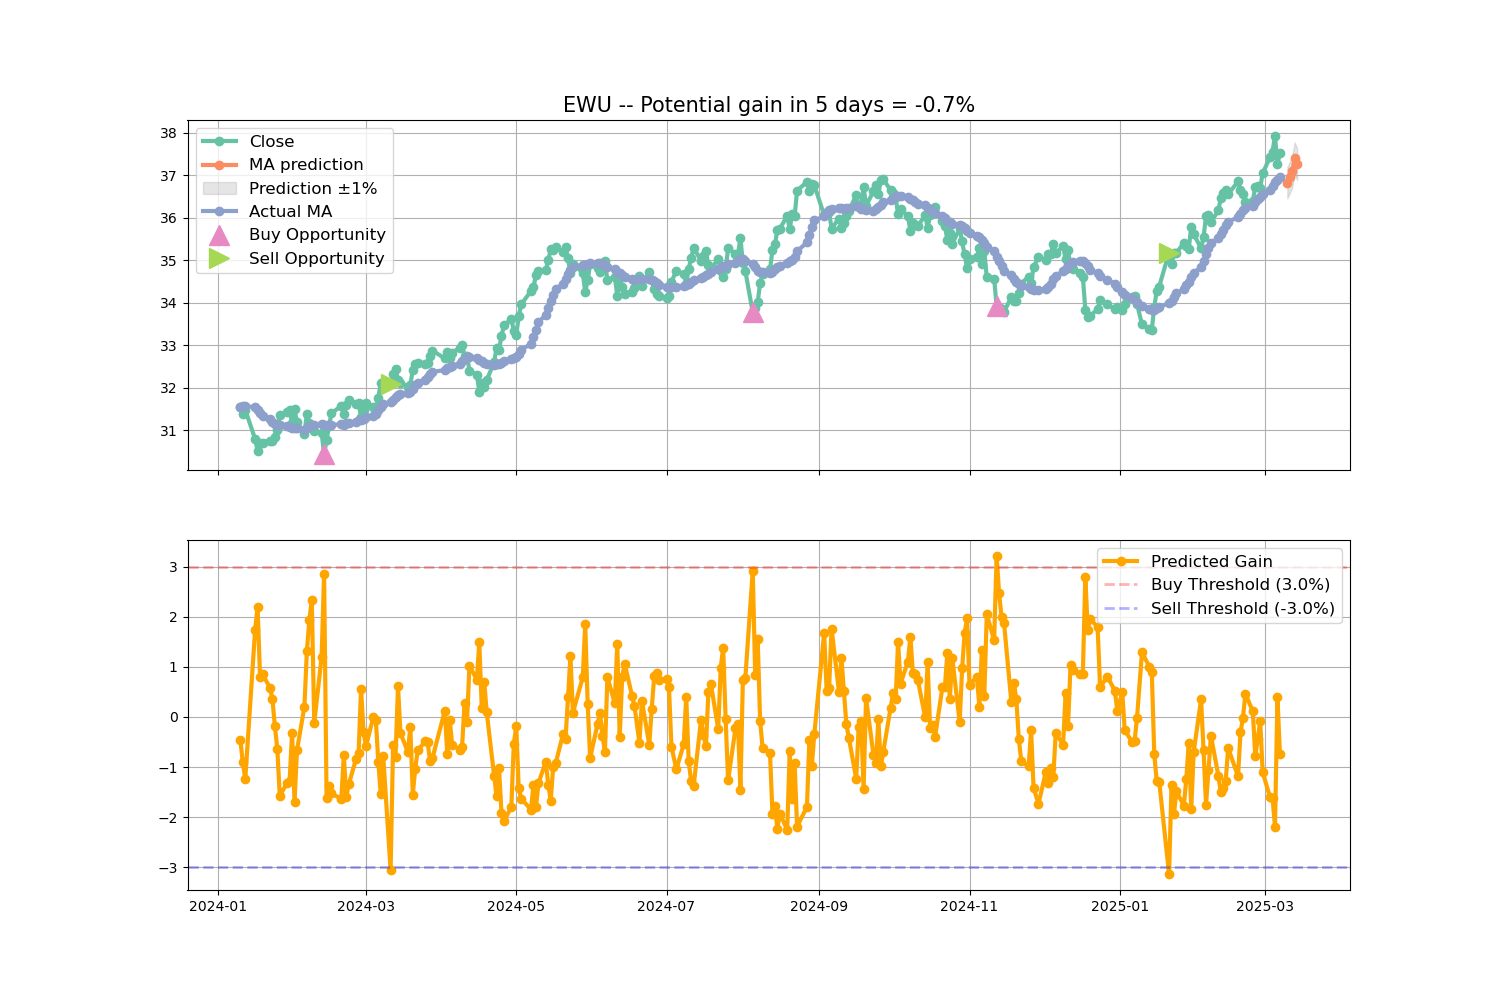 EWU -- Potential gain in 5 days = -0.7%
38
37
36
35
34
33
32
31
Close
MA prediction
Prediction ±1%
Actual MA
Buy Opportunity
Sell Opportunity
3
2
1
0
−1
−2
−3
Predicted Gain
Buy Threshold (3.0%)
Sell Threshold (-3.0%)
2024-01
2024-03
2024-05
2024-07
2024-09
2024-11
2025-01
2025-03